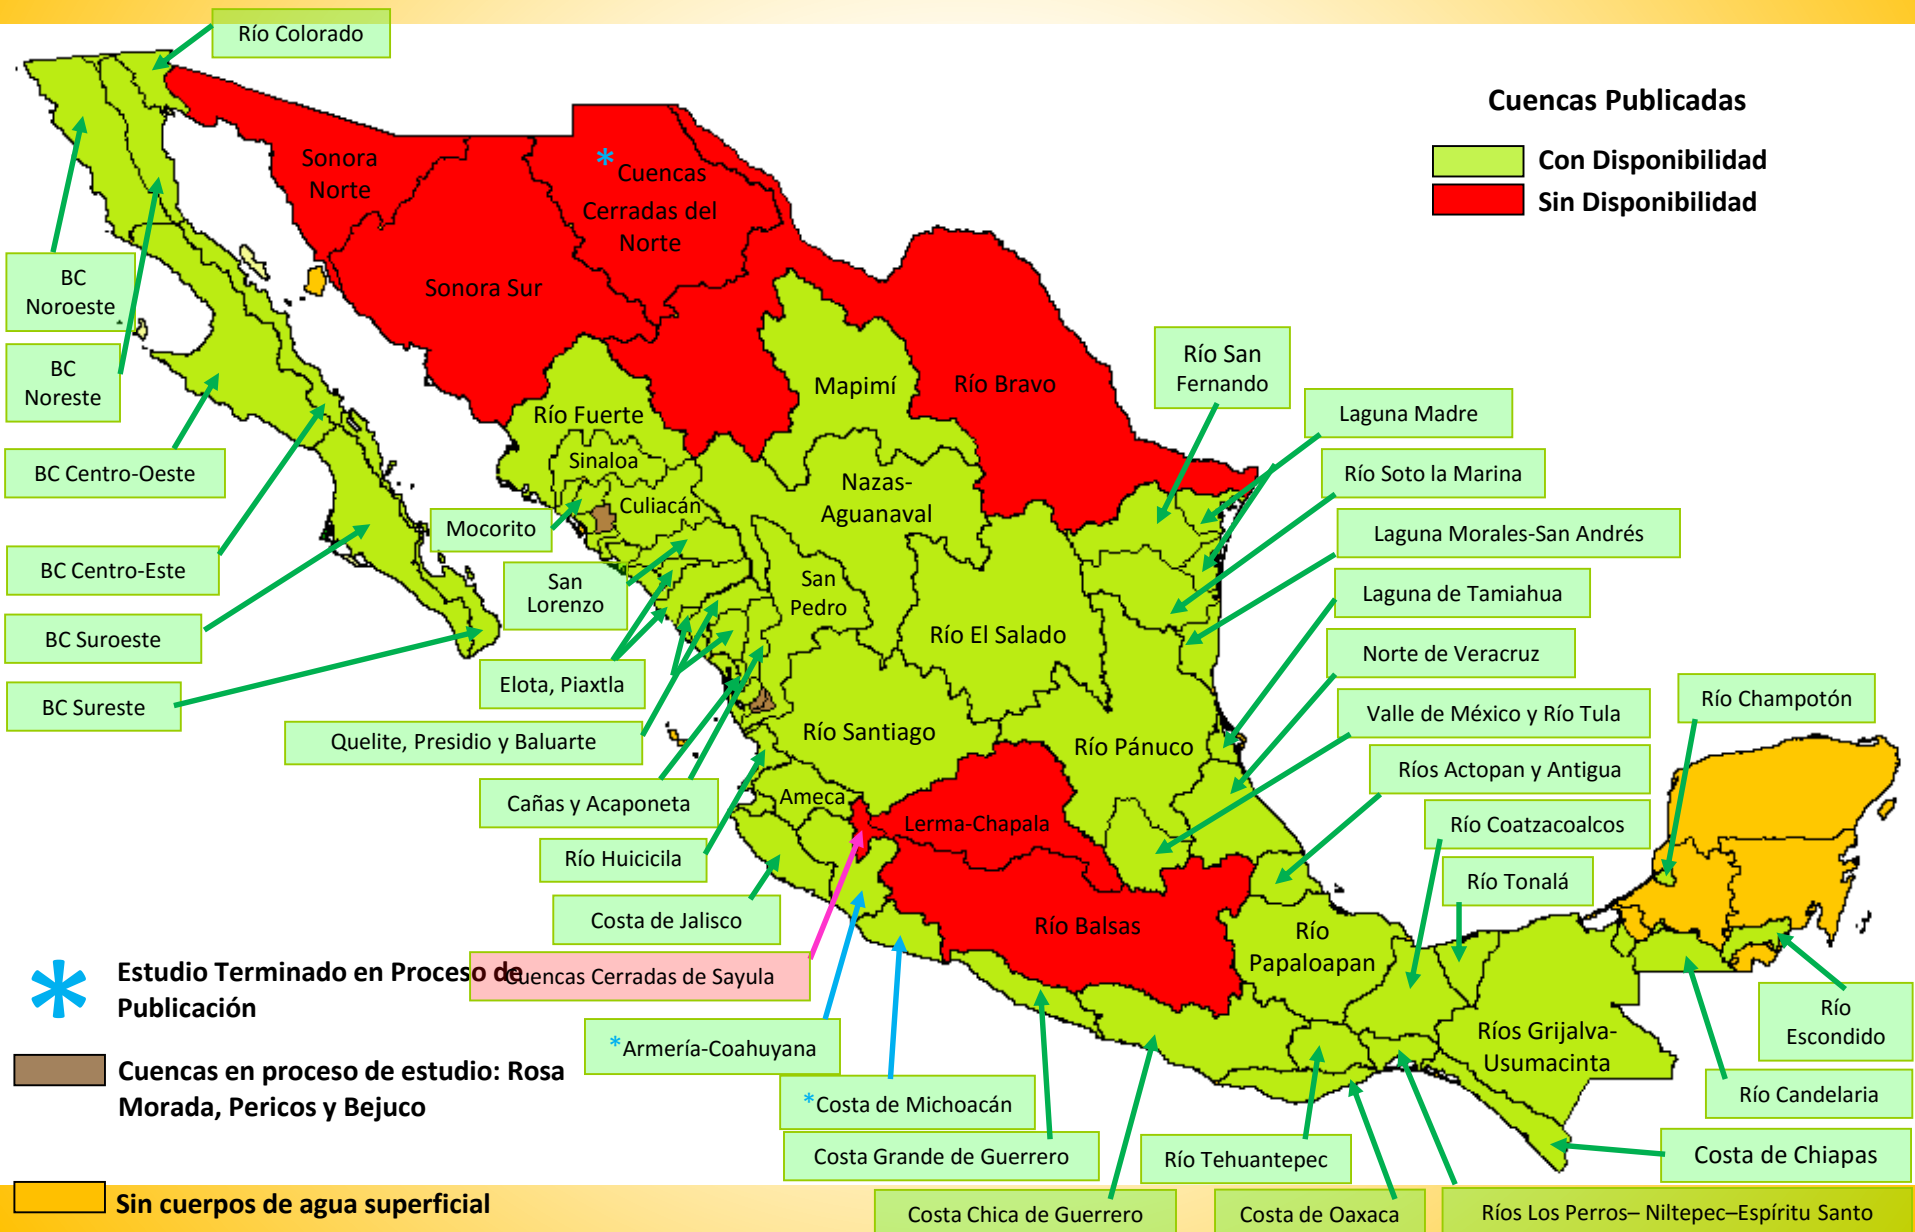 Río Colorado
Cuencas Publicadas
Con Disponibilidad
Sin Disponibilidad
Sonora
Norte
*Cuencas
Cerradas del
Norte
Sonora Sur
BC
Noroeste
BC
Noreste
BC Centro-Oeste
BC Centro-Este
BC Suroeste
BC Sureste
Río Fuerte
Sinaloa
Culiacán
Mocorito
San
Lorenzo
Elota, Piaxtla
Quelite, Presidio y Baluarte
Cañas y Acaponeta
Río Huicicila
Costa de Jalisco
Cuencas Cerradas de Sayula
*Armería-Coahuyana
*Costa de Michoacán
Costa Grande de Guerrero
Costa Chica de Guerrero
Mapimí
Río Bravo
Nazas-
Aguanaval
San
Pedro
Río El Salado
Río Santiago
Río Pánuco
Ameca
Lerma-Chapala
Río Balsas
Río
Papaloapan
Ríos Grijalva-
Usumacinta
Río San
Fernando
Laguna Madre
Río Soto la Marina
Laguna Morales-San Andrés
Laguna de Tamiahua
Norte de Veracruz
Valle de México y Río Tula
Ríos Actopan y Antigua
Río Coatzacoalcos
Río Tonalá
Río Champotón
Río
Escondido
Río Candelaria
Costa de Chiapas
Río Tehuantepec
Costa de Oaxaca
Ríos Los Perros– Niltepec–Espíritu Santo
* Estudio Terminado en Proceso de
Publicación
Cuencas en proceso de estudio: Rosa
Morada, Pericos y Bejuco
Sin cuerpos de agua superficial